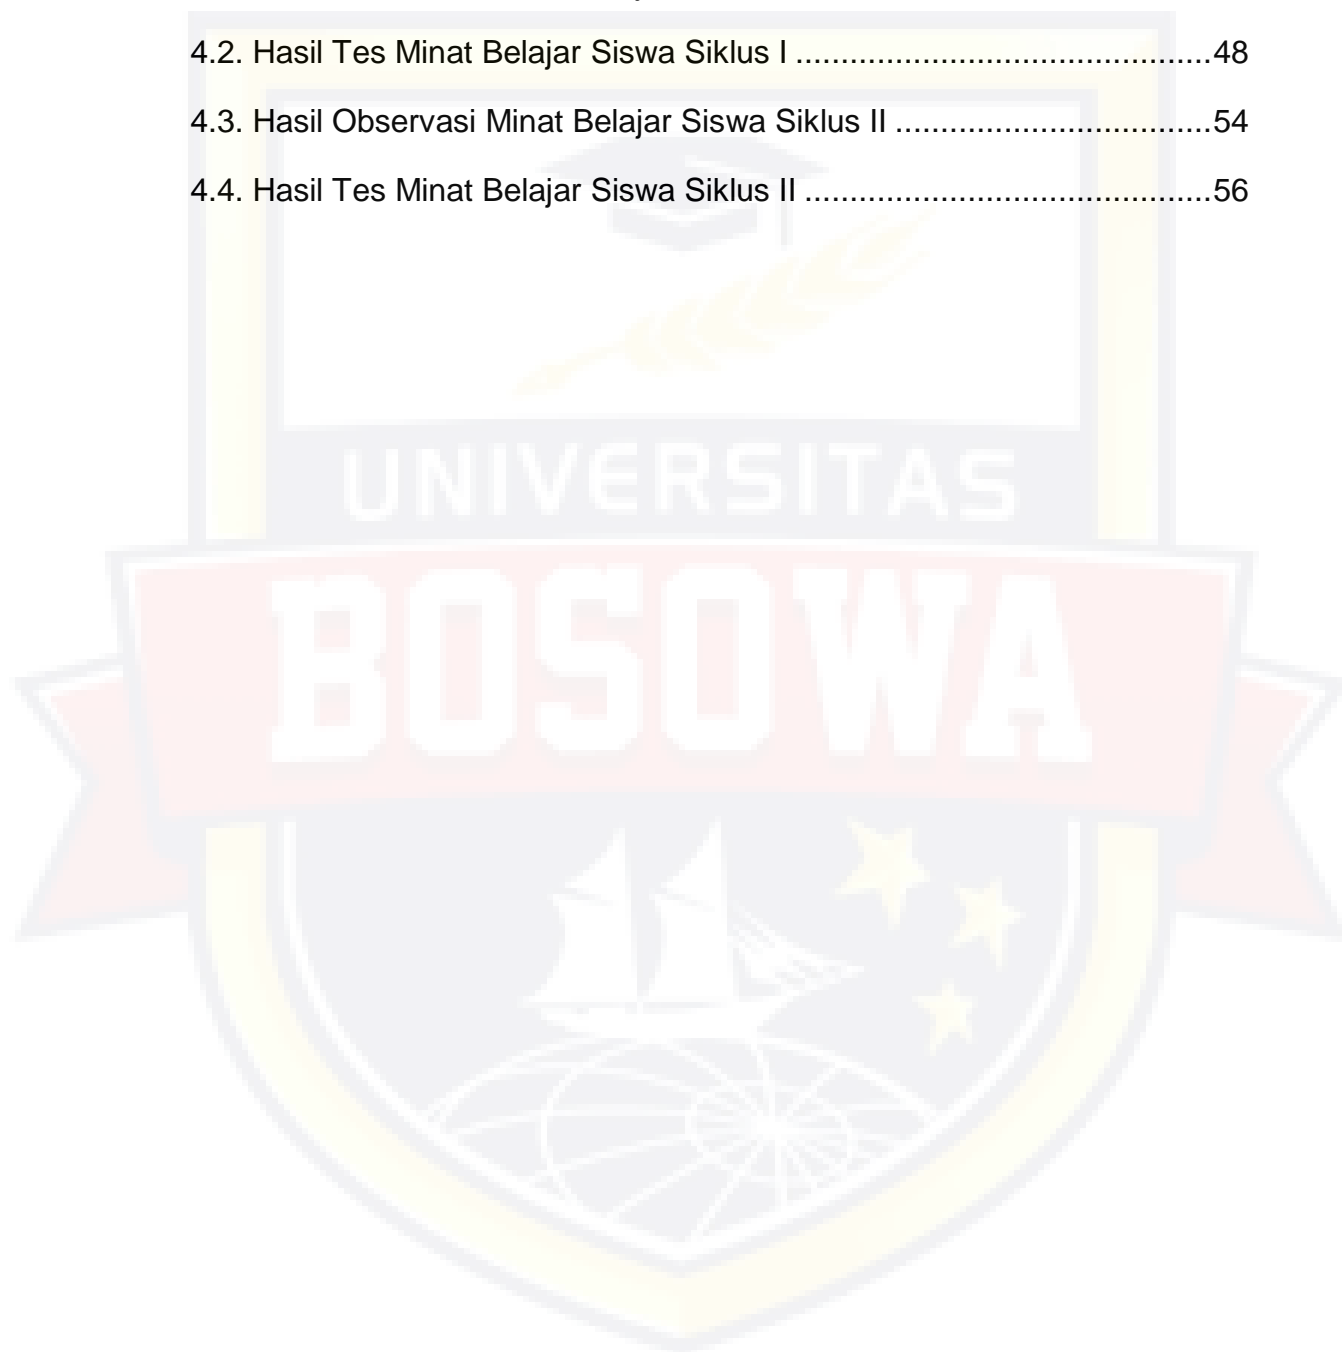 4.2. Hasil Tes Minat Belajar Siswa Siklus I ..............................................48
4.3. Hasil Observasi Minat Belajar Siswa Siklus II ...................................54
4.4. Hasil Tes Minat Belajar Siswa Siklus II .............................................56
UNIVERSITAS
BOSOWA